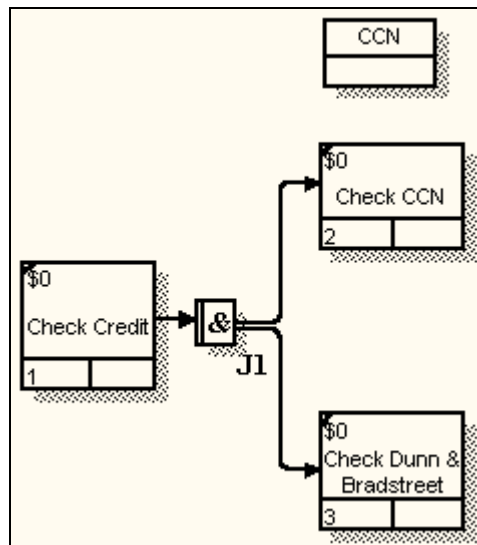 CCN
$0
Check CCN
2
$0
Check Credit
1
&
J1
$0
Check Dunn &
Bradstreet
3